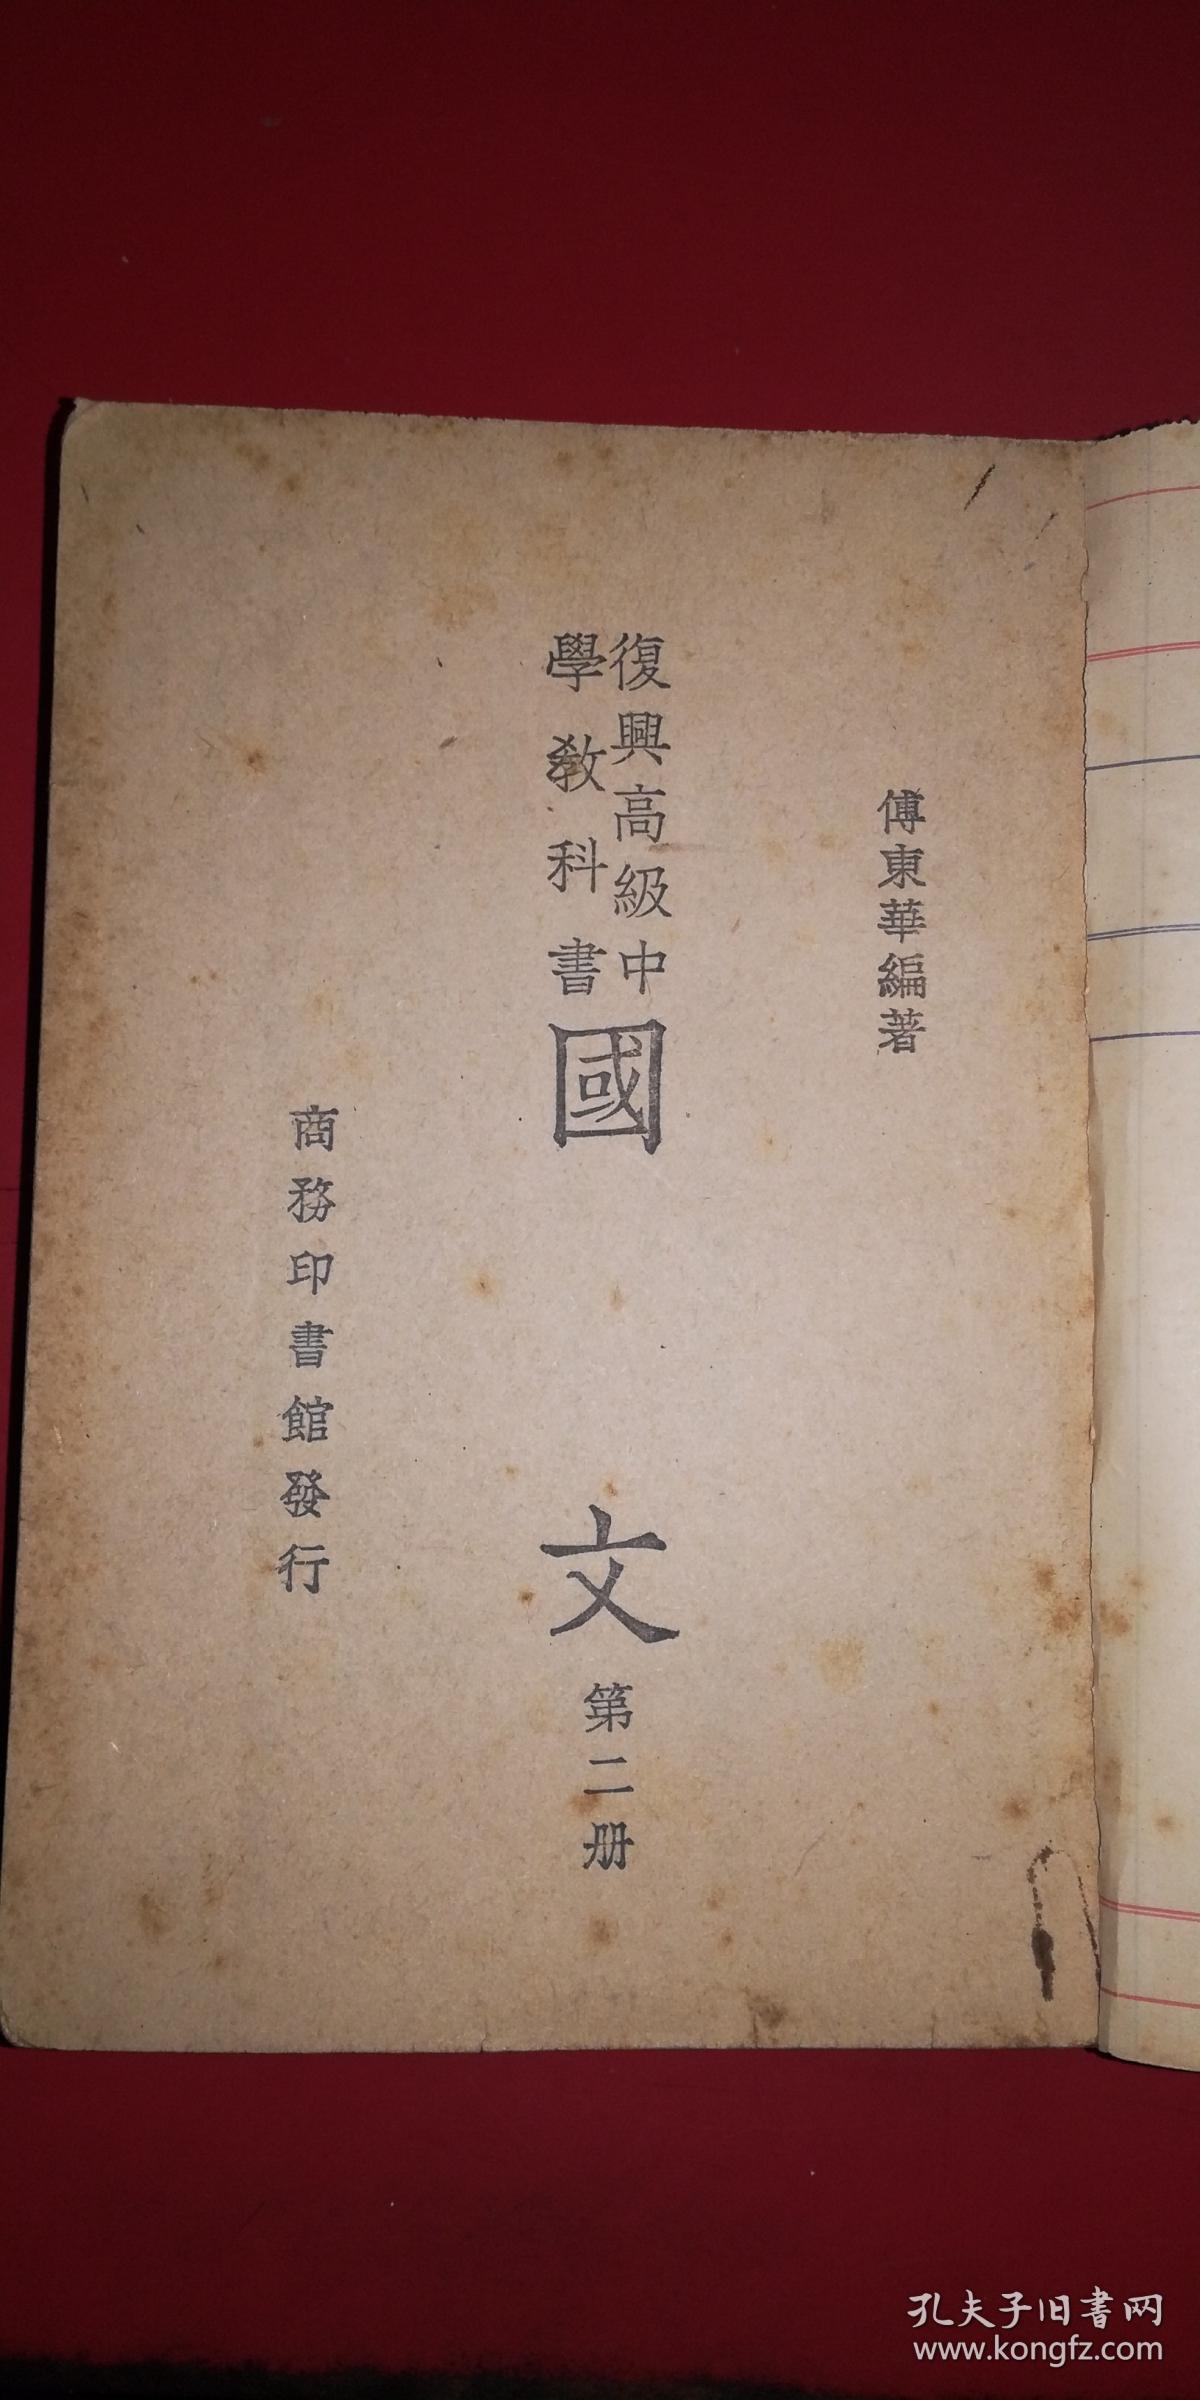 傅東華編著
復興高級中
學教科書
國文
第二册
商務印書館發行
孔夫子旧书网
www.kongfz.com